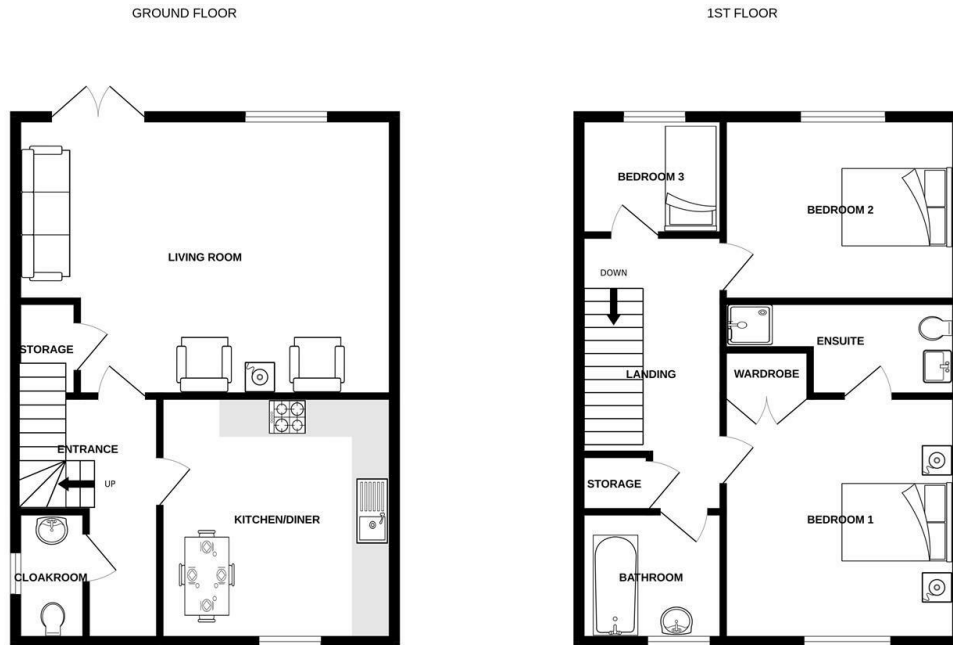 GROUND FLOOR
1ST FLOOR
LIVING ROOM
STORAGE
ENTRANCE
UP
KITCHEN/DINER
CLOAKROOM
BEDROOM 3
BEDROOM 2
DOWN
ENSUITE
LANDING
WARDROBE
STORAGE
BEDROOM 1
BATHROOM